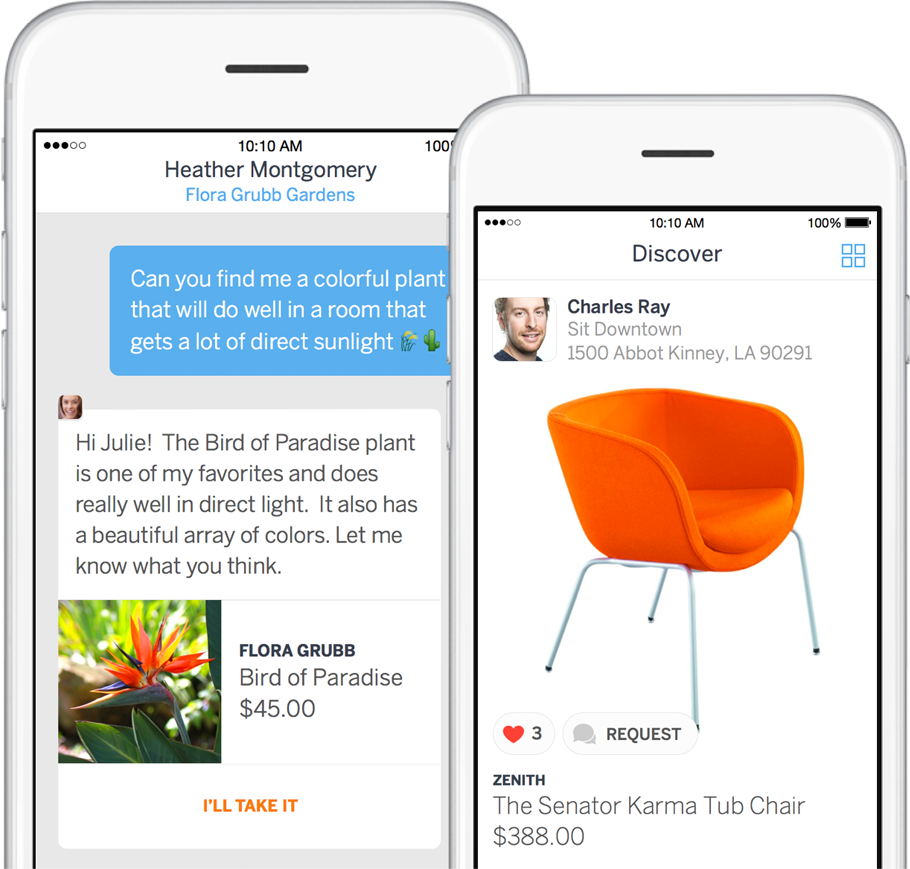 10:10 AM
100%
Heather Montgomery
Flora Grubb Gardens
Can you find me a colorful plant
that will do well in a room that
gets a lot of direct sunlight
Hi Julie! The Bird of Paradise plant
is one of my favorites and does
really well in direct light. It also has
a beautiful array of colors. Let me
know what you think.
FLORA GRUBB
Bird of Paradise
$45.00
I'LL TAKE IT
10:10 AM
100%
Discover
Charles Ray
Sit Downtown
1500 Abbot Kinney, LA 90291
3
REQUEST
ZENITH
The Senator Karma Tub Chair
$388.00